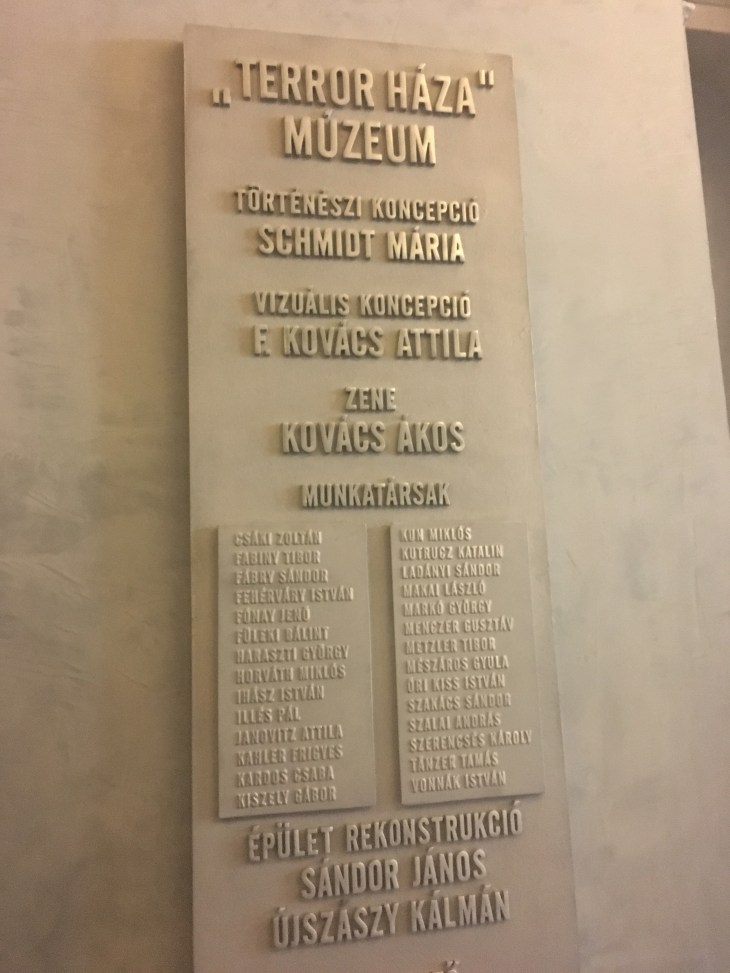 „TERROR HÁZA"
MÚZEUM
TÖRTÉNÉSZI KONCEPCIÓ
SCHMIDT MÁRIA
VIZUÁLIS KONCEPCIÓ
F. KOVÁCS ATTILA
ZENE
KOVÁCS ÁKOS
MUNKATÁRSAK
CSÁKI ZOLTÁN
FABINY TIBOR
FÁBRY SÁNDOR
FEHÉRVÁRY ISTVÁN
FÓNAY JENŐ
FÜLEKI BÁLINT
HARASZTI GYÖRGY
HORVÁTH MIKLÓS
IHÁSZ ISTVÁN
ILLÉS PÁL
JANOVITZ ATTILA
KAHLER FRIGYES
KARDOS CSABA
KISZELY GÁBOR
KUN MIKLÓS
KUTRUCZ KATALIN
LADÁNYI SÁNDOR
MAKAI LÁSZLÓ
MARKÓ GYÖRGY
MENCZER GUSZTÁV
METZLER TIBOR
MÉSZÁROS GYULA
ŐRI KISS ISTVÁN
SZAKÁCS SÁNDOR
SZALAI ANDRÁS
SZERENCSÉS KÁROLY
TANZER TAMÁS
VONNÁK ISTVÁN
ÉPÜLET REKONSTRUKCIÓ
SÁNDOR JÁNOS
ÚJSZÁSZY KÁLMÁN